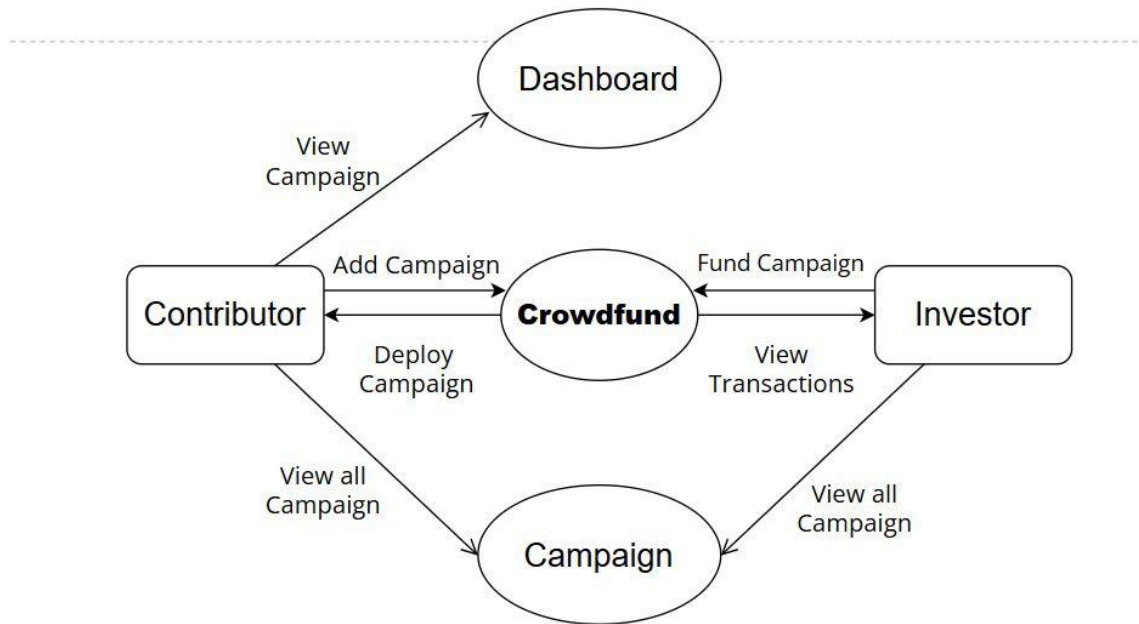 Dashboard
View
Campaign
Add Campaign
Fund Campaign
Contributor
Crowdfund
Investor
Deploy
Campaign
View
Transactions
View all
Campaign
View all
Campaign
Campaign